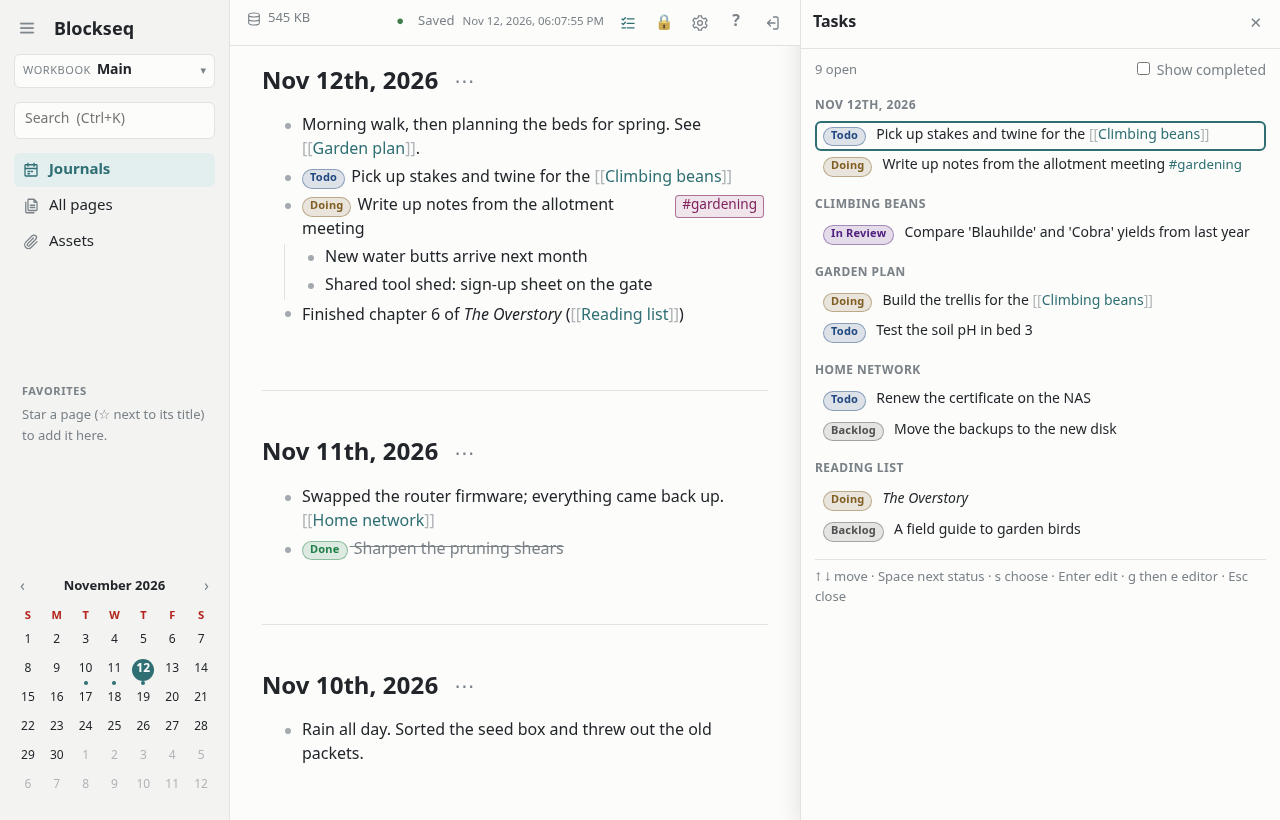 Blockseq
WORKBOOK Main
Search (Ctrl+K)
Journals
All pages
Assets
FAVORITES
Star a page (☆ next to its title)
to add it here.
‹ November 2026 ›
S M T W T F S
1 2 3 4 5 6 7
8 9 10 11 12 13 14
15 16 17 18 19 20 21
22 23 24 25 26 27 28
29 30 1 2 3 4 5
6 7 8 9 10 11 12
545 KB
Saved Nov 12, 2026, 06:07:55 PM
?
Nov 12th, 2026 ···
Morning walk, then planning the beds for spring. See
[[Garden plan]].
Todo Pick up stakes and twine for the [[Climbing beans]]
Doing Write up notes from the allotment #gardening
meeting
New water butts arrive next month
Shared tool shed: sign-up sheet on the gate
Finished chapter 6 of The Overstory ([[Reading list]])
Nov 11th, 2026 ···
Swapped the router firmware; everything came back up.
[[Home network]]
Done Sharpen the pruning shears
Nov 10th, 2026 ···
Rain all day. Sorted the seed box and threw out the old
packets.
Tasks
9 open Show completed
NOV 12TH, 2026
Todo Pick up stakes and twine for the [[Climbing beans]]
Doing Write up notes from the allotment meeting #gardening
CLIMBING BEANS
In Review Compare 'Blauhilde' and 'Cobra' yields from last year
GARDEN PLAN
Doing Build the trellis for the [[Climbing beans]]
Todo Test the soil pH in bed 3
HOME NETWORK
Todo Renew the certificate on the NAS
Backlog Move the backups to the new disk
READING LIST
Doing The Overstory
Backlog A field guide to garden birds
↑ ↓ move · Space next status · s choose · Enter edit · g then e editor · Esc
close